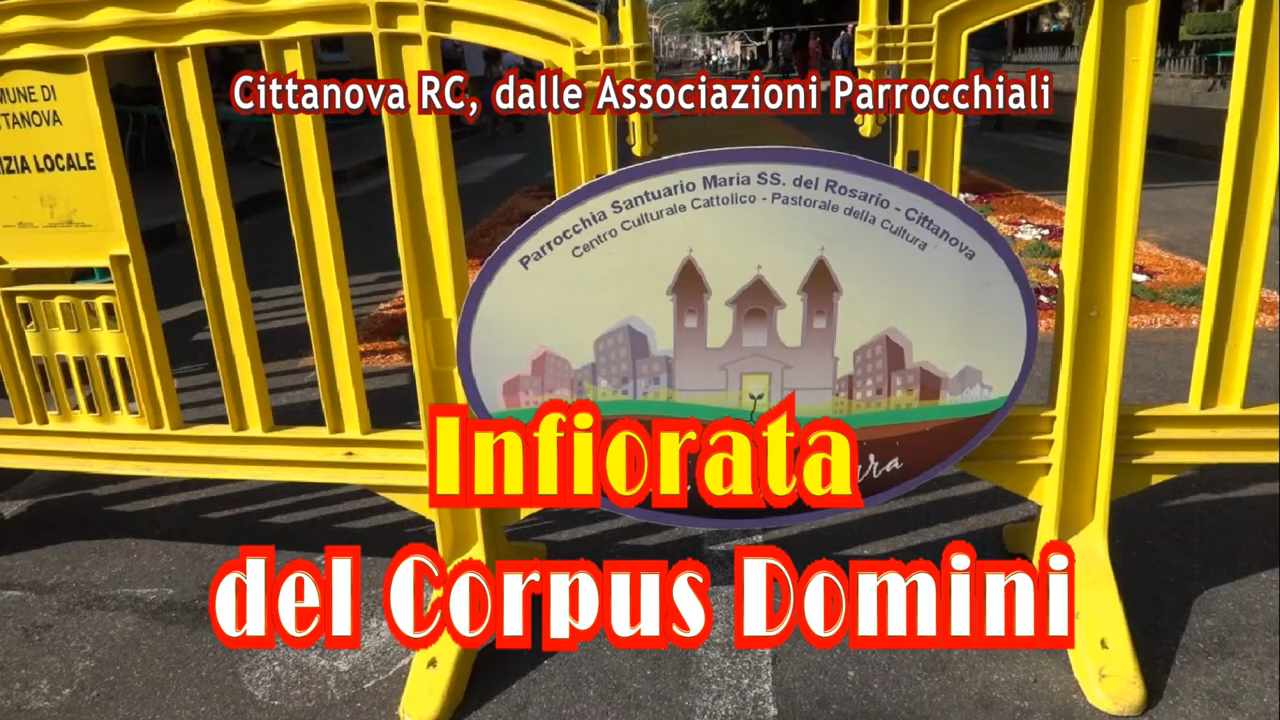 Cittanova RC, dalle Associazioni Parrocchiali
MUNE DI
TTANOVA
IZIA LOCALE
Parrocchia Santuario Maria SS. del Rosario - Cittanova
Centro Culturale Cattolico - Pastorale della Cultura
Infiorata
del Corpus Domini